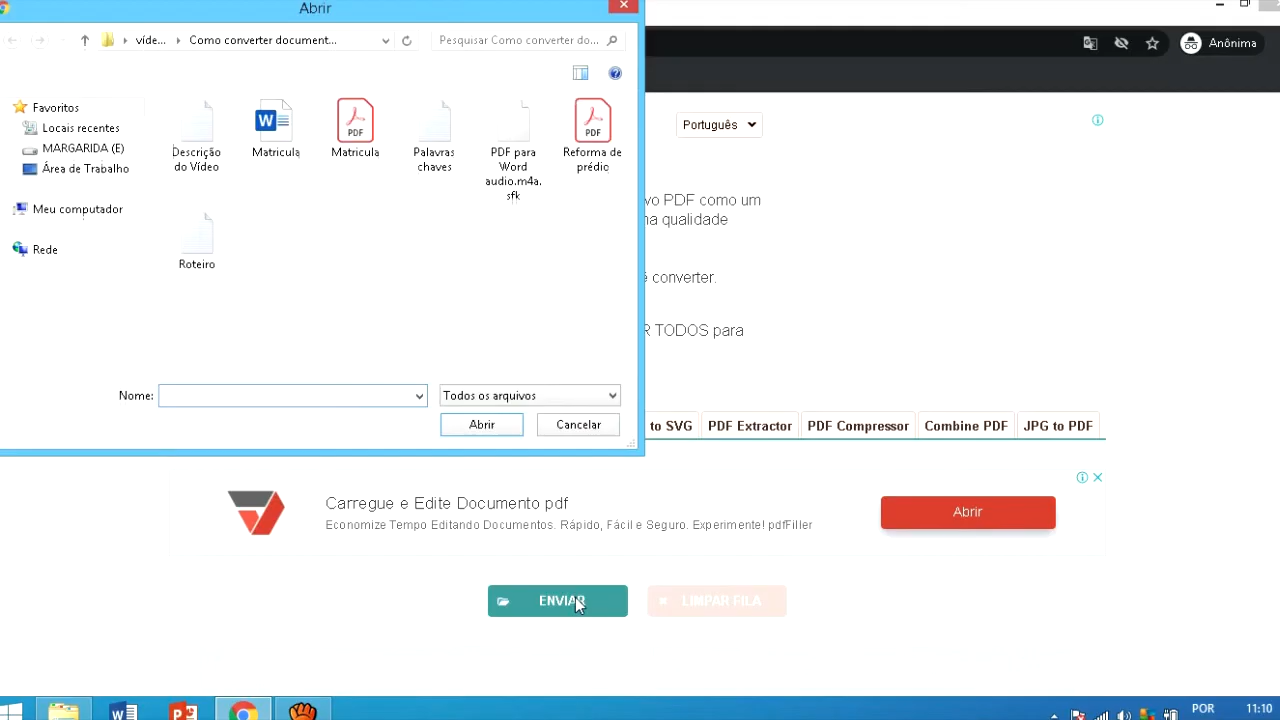 Abrir
víde...
Como converter document...
Pesquisar Como converter do...
Anônima
Favoritos
Locais recentes
MARGARIDA (E)
Área de Trabalho
Meu computador
Rede
Descrição
do Vídeo
Matricula
PDF
Matricula
Palavras
chaves
PDF para
Word
audio.m4a.
sfk
PDF
Reforma de
prédio
Roteiro
Nome:
Todos os arquivos
Abrir
Cancelar
Português
vo PDF como um
na qualidade
é converter.
R TODOS para
to SVG
PDF Extractor
PDF Compressor
Combine PDF
JPG to PDF
Carregue e Edite Documento pdf
Economize Tempo Editando Documentos. Rápido, Fácil e Seguro. Experimente! pdfFiller
Abrir
ENVIAR
LIMPAR FILA
POR
11:10